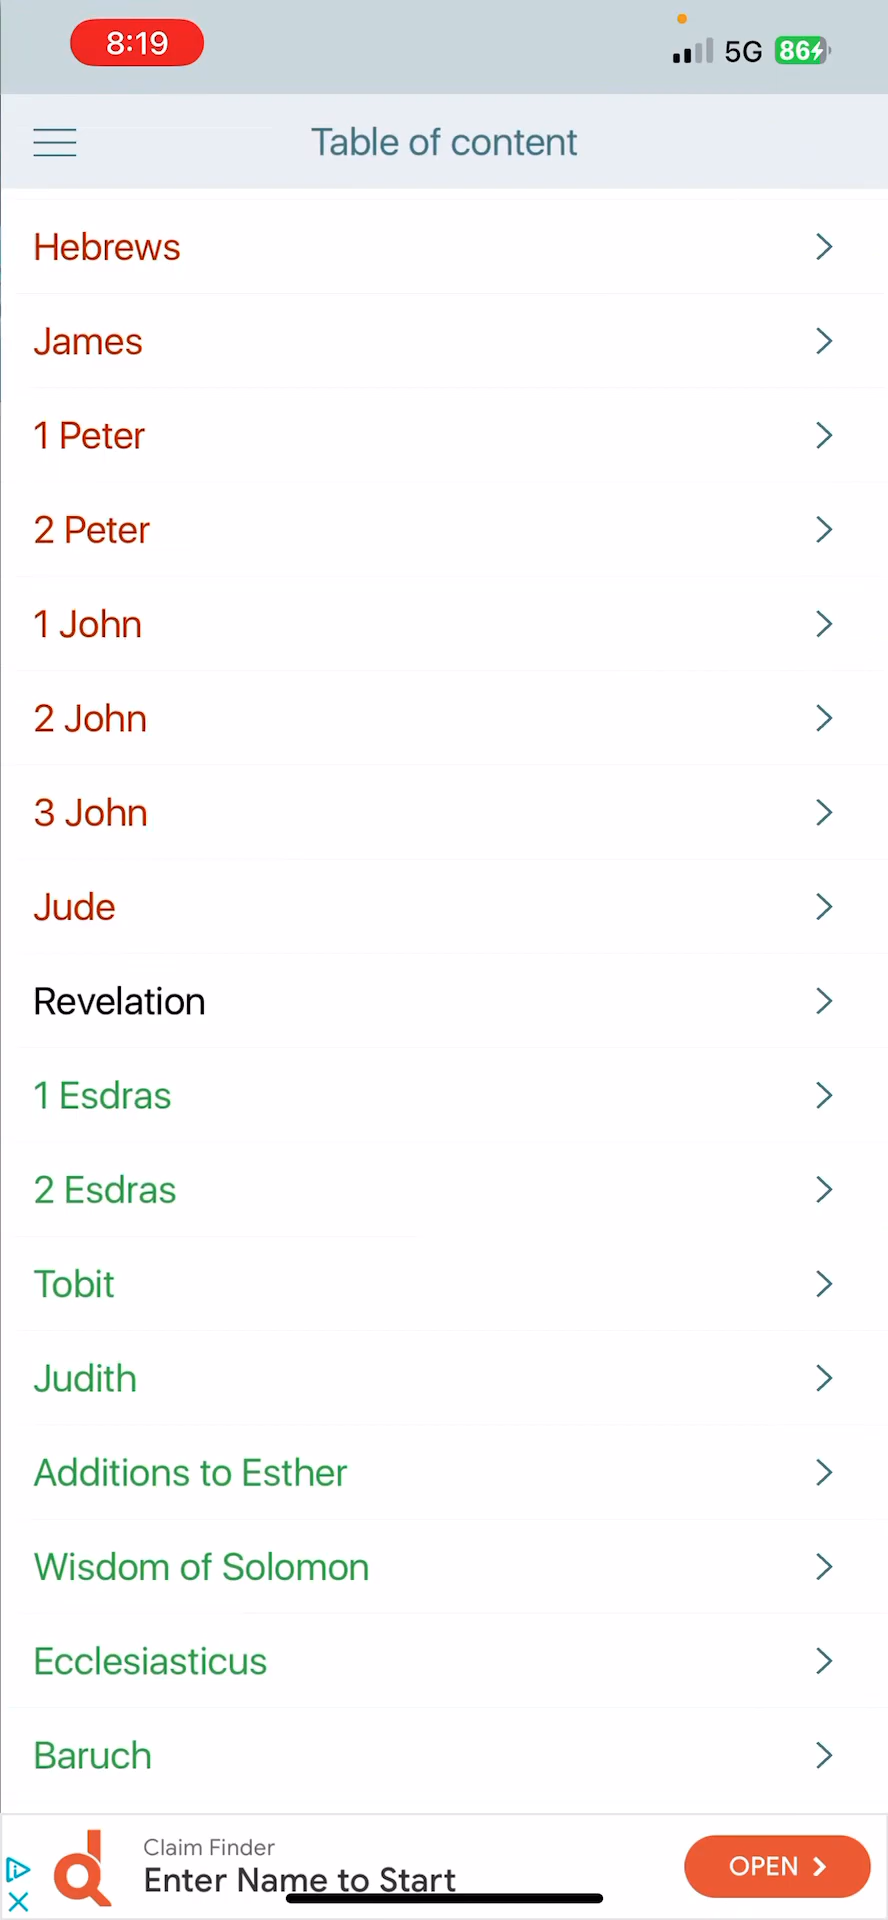 8:19
5G 86
Table of content
Hebrews
James
1 Peter
2 Peter
1 John
2 John
3 John
Jude
Revelation
1 Esdras
2 Esdras
Tobit
Judith
Additions to Esther
Wisdom of Solomon
Ecclesiasticus
Baruch
Claim Finder
Enter Name to Start
OPEN